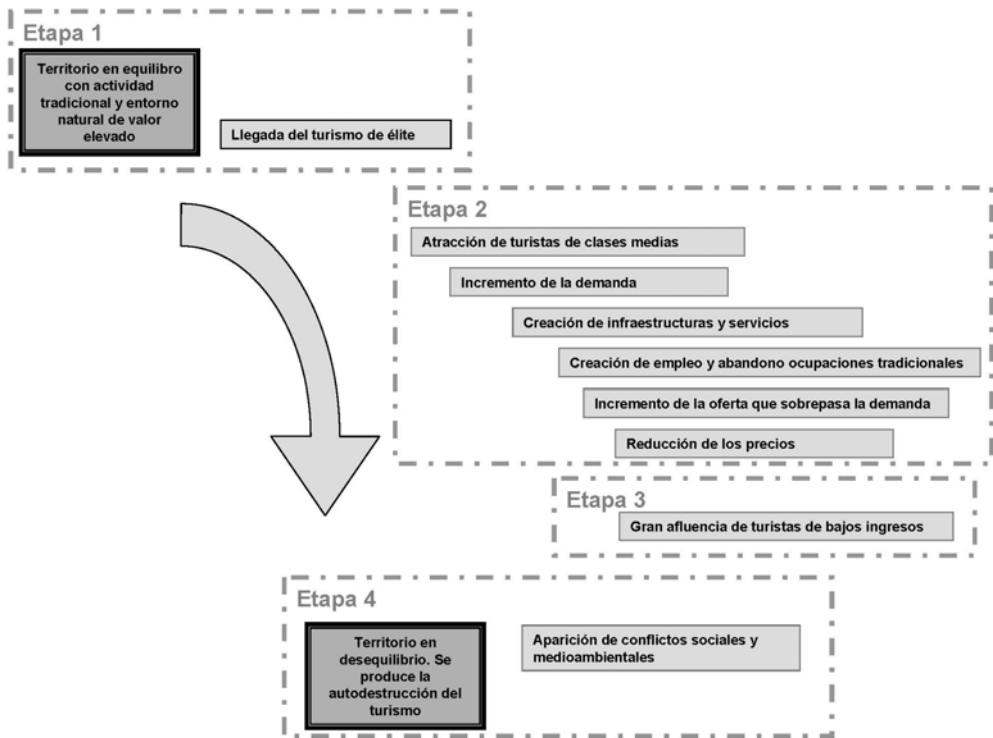 Etapa 1
Territorio en equilibro
con actividad
tradicional y entorno
natural de valor
elevado
Llegada del turismo de élite
Etapa 2
Atracción de turistas de clases medias
Incremento de la demanda
Creación de infraestructuras y servicios
Creación de empleo y abandono ocupaciones tradicionales
Incremento de la oferta que sobrepasa la demanda
Reducción de los precios
Etapa 3
Gran afluencia de turistas de bajos ingresos
Etapa 4
Territorio en
desequilibrio. Se
produce la
autodestrucción del
turismo
Aparición de conflictos sociales y
medioambientales